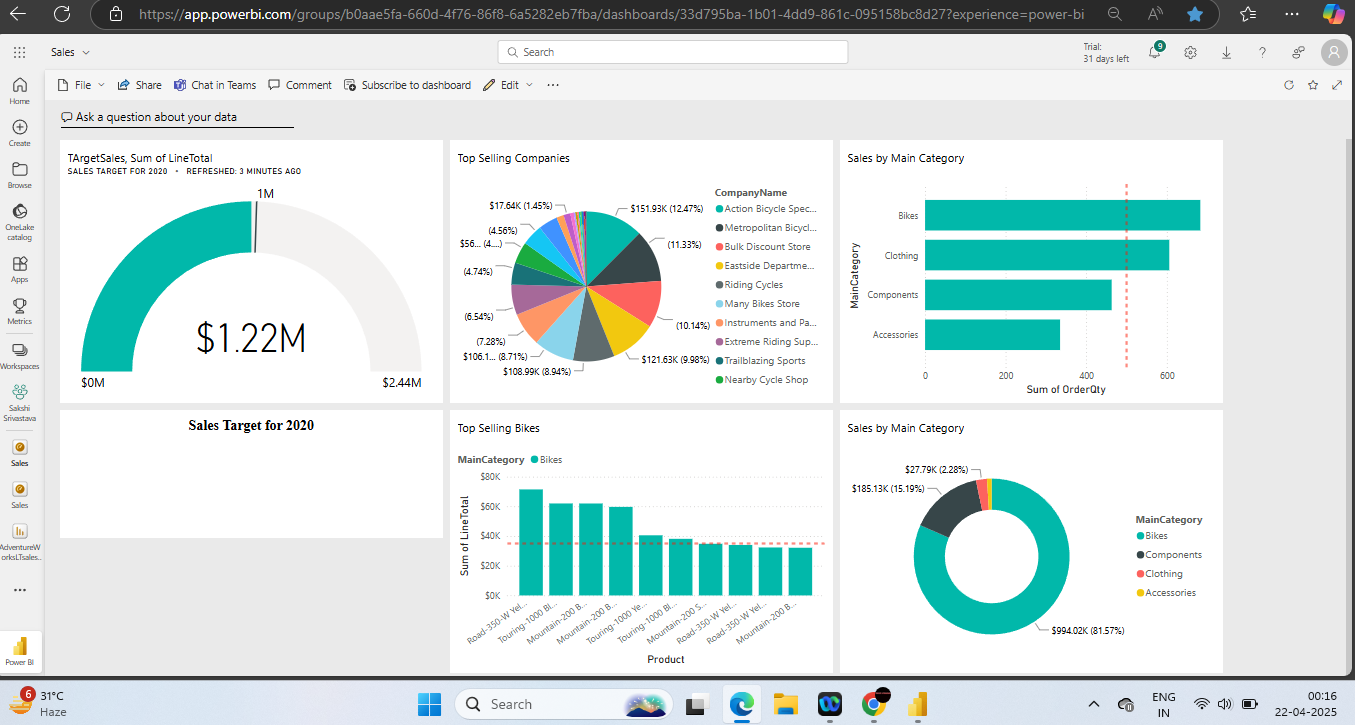 https://app.powerbi.com/groups/b0aae5fa-660d-4f76-86f8-6a5282eb7fba/dashboards/33d795ba-1b01-4dd9-861c-095158bc8d27?experience=power-bi
Sales
Search
Trial:
31 days left
9
Home
Create
Browse
OneLake
catalog
Apps
Metrics
Workspaces
Sakshi
Srivastava
Sales
Sales
AdventureW
orksLTsales...
Power BI
File
Share
Chat in Teams
Comment
Subscribe to dashboard
Edit
Ask a question about your data
TArgetSales, Sum of LineTotal
SALES TARGET FOR 2020 • REFRESHED: 3 MINUTES AGO
1M
$1.22M
$0M
$2.44M
Top Selling Companies
$17.64K (1.45%)
$151.93K (12.47%)
(4.56%)
(11.33%)
$56... (4....)
(4.74%)
(6.54%)
(10.14%)
(7.28%)
$106.1... (8.71%)
$121.63K (9.98%)
$108.99K (8.94%)
CompanyName
Action Bicycle Spec...
Metropolitan Bicycl...
Bulk Discount Store
Eastside Departme...
Riding Cycles
Many Bikes Store
Instruments and Pa...
Extreme Riding Sup...
Trailblazing Sports
Nearby Cycle Shop
Sales by Main Category
MainCategory
Bikes
Clothing
Components
Accessories
0 200 400 600
Sum of OrderQty
Sales Target for 2020
Top Selling Bikes
MainCategory Bikes
Sum of LineTotal
$80K
$60K
$40K
$20K
$0K
Road-350-W Yel...
Touring-1000 Bl...
Mountain-200 B...
Mountain-200 B...
Touring-1000 Ye...
Touring-1000 Bl...
Mountain-200 S...
Road-350-W Yel...
Road-350-W Yel...
Mountain-200 B...
Product
Sales by Main Category
$27.79K (2.28%)
$185.13K (15.19%)
$994.02K (81.57%)
MainCategory
Bikes
Components
Clothing
Accessories
6
31°C
Haze
Search
ENG
IN
00:16
22-04-2025